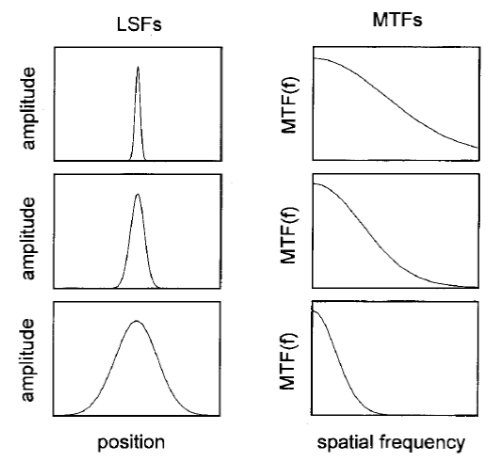 LSFs
MTFs
amplitude
MTF(f)
amplitude
MTF(f)
amplitude
MTF(f)
position
spatial frequency